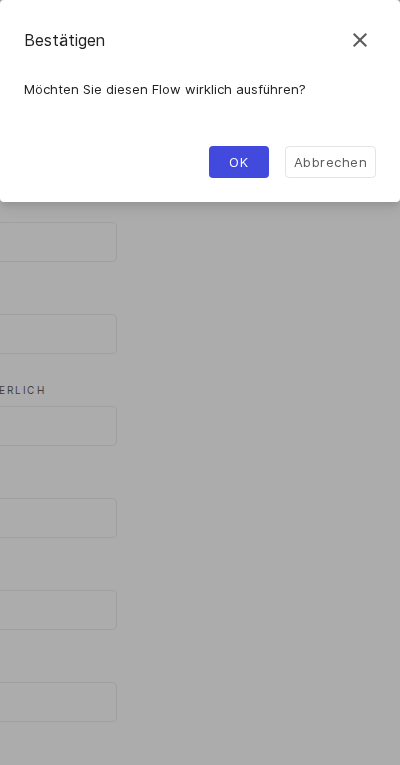 Bestätigen
Möchten Sie diesen Flow wirklich ausführen?
OK
Abbrechen
ERLICH